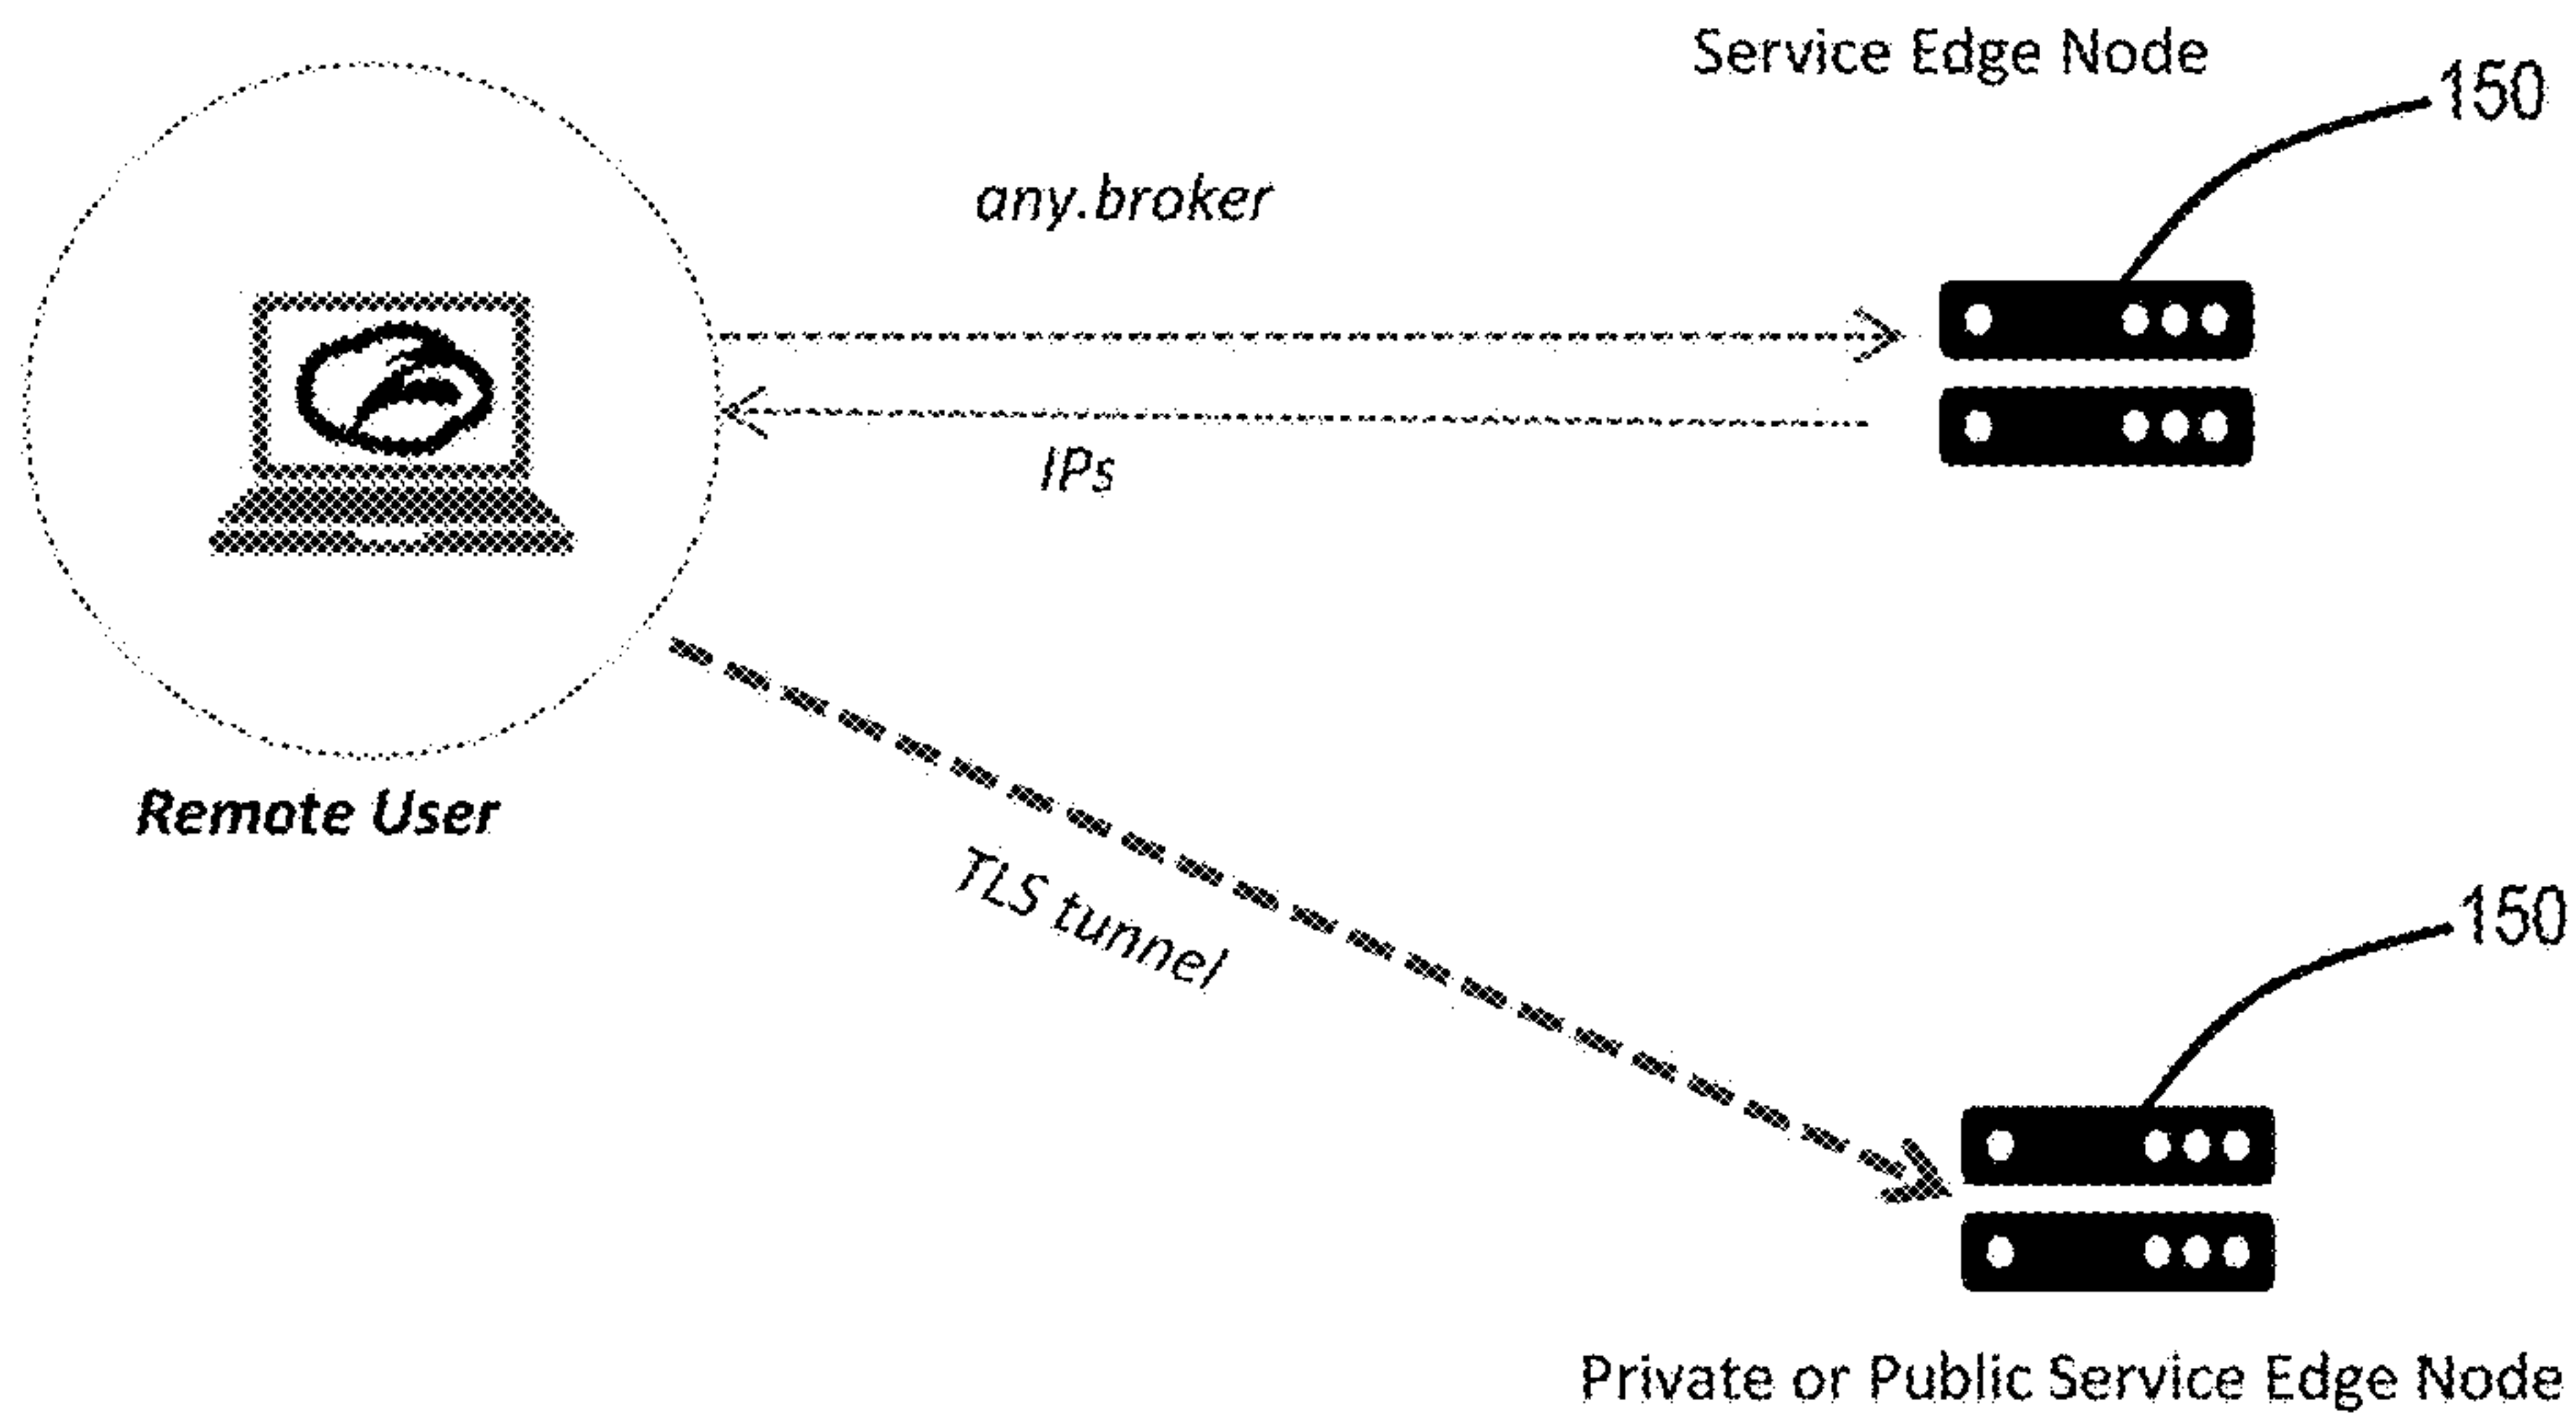 Service Edge Node
150
any.broker
IPs
Remote User
TLS tunnel
150
Private or Public Service Edge Node